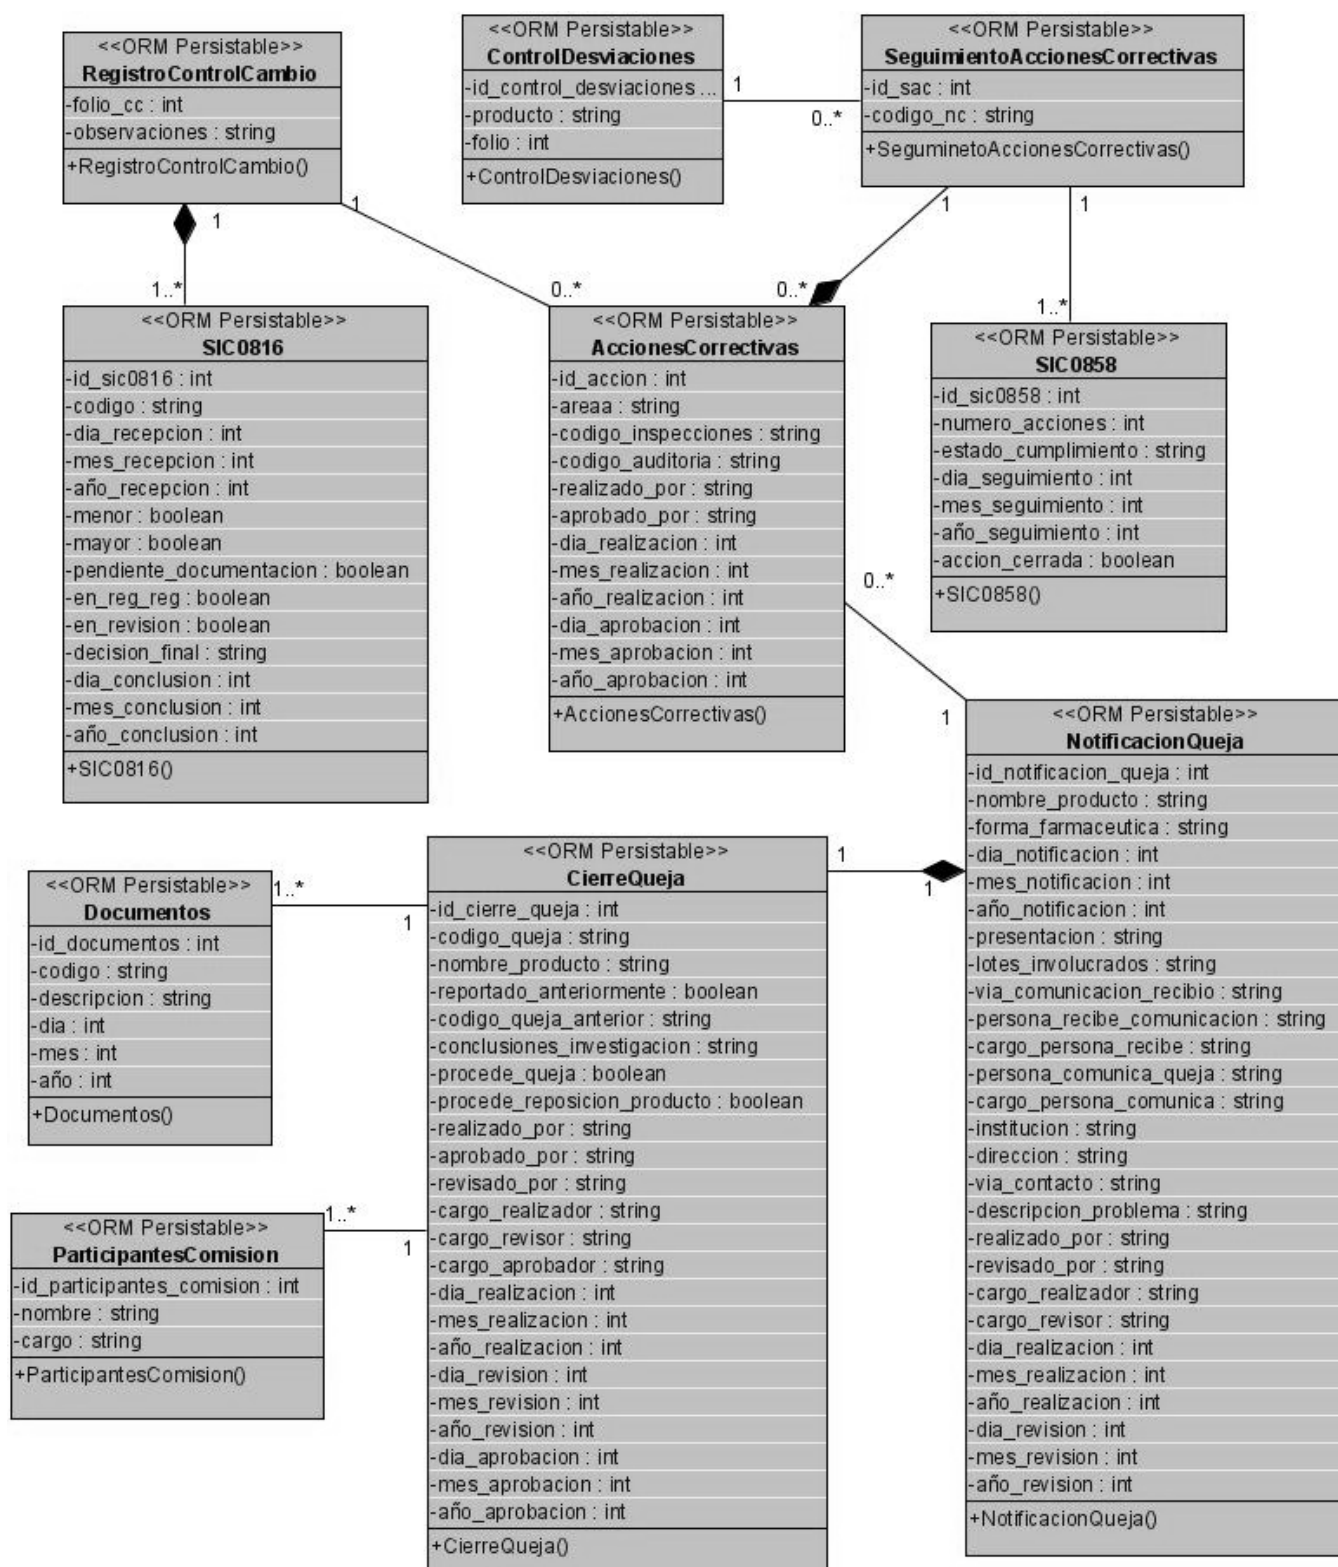 <<ORM Persistable>>
RegistroControlCambio
-folio_cc : int
-observaciones : string
+RegistroControlCambio()
<<ORM Persistable>>
ControlDesviaciones
-id_control_desviaciones ...
-producto : string
-folio : int
+ControlDesviaciones()
1
0..*
<<ORM Persistable>>
SeguimientoAccionesCorrectivas
-id_sac : int
-codigo_nc : string
+SeguminetoAccionesCorrectivas()
1
1..*
1
0..*
1
0..*
1
1..*
<<ORM Persistable>>
SIC0816
-id_sic0816 : int
-codigo : string
-dia_recepcion : int
-mes_recepcion : int
-año_recepcion : int
-menor : boolean
-mayor : boolean
-pendiente_documentacion : boolean
-en_reg_reg : boolean
-en_revision : boolean
-decision_final : string
-dia_conclusion : int
-mes_conclusion : int
-año_conclusion : int
+SIC0816()
<<ORM Persistable>>
AccionesCorrectivas
-id_accion : int
-areaa : string
-codigo_inspecciones : string
-codigo_auditoria : string
-realizado_por : string
-aprobado_por : string
-dia_realizacion : int
-mes_realizacion : int
-año_realizacion : int
-dia_aprobacion : int
-mes_aprobacion : int
-año_aprobacion : int
+AccionesCorrectivas()
<<ORM Persistable>>
SIC0858
-id_sic0858 : int
-numero_acciones : int
-estado_cumplimiento : string
-dia_seguimiento : int
-mes_seguimiento : int
-año_seguimiento : int
-accion_cerrada : boolean
+SIC0858()
0..*
1
<<ORM Persistable>>
NotificacionQueja
-id_notificacion_queja : int
-nombre_producto : string
-forma_farmaceutica : string
-dia_notificacion : int
-mes_notificacion : int
-año_notificacion : int
-presentacion : string
-lotes_involucrados : string
-via_comunicacion_recibio : string
-persona_recibe_comunicacion : string
-cargo_persona_recibe : string
-persona_comunica_queja : string
-cargo_persona_comunica : string
-institucion : string
-direccion : string
-via_contacto : string
-descripcion_problema : string
-realizado_por : string
-revisado_por : string
-cargo_realizador : string
-cargo_revisor : string
-dia_realizacion : int
-mes_realizacion : int
-año_realizacion : int
-dia_revision : int
-mes_revision : int
-año_revision : int
+NotificacionQueja()
1
1
<<ORM Persistable>>
CierreQueja
-id_cierre_queja : int
-codigo_queja : string
-nombre_producto : string
-reportado_anteriormente : boolean
-codigo_queja_anterior : string
-conclusiones_investigacion : string
-procede_queja : boolean
-procede_reposicion_producto : boolean
-realizado_por : string
-aprobado_por : string
-revisado_por : string
-cargo_realizador : string
-cargo_revisor : string
-cargo_aprobador : string
-dia_realizacion : int
-mes_realizacion : int
-año_realizacion : int
-dia_revision : int
-mes_revision : int
-año_revision : int
-dia_aprobacion : int
-mes_aprobacion : int
-año_aprobacion : int
+CierreQueja()
<<ORM Persistable>>
Documentos
-id_documentos : int
-codigo : string
-descripcion : string
-dia : int
-mes : int
-año : int
+Documentos()
1..*
1
<<ORM Persistable>>
ParticipantesComision
-id_participantes_comision : int
-nombre : string
-cargo : string
+ParticipantesComision()
1..*
1